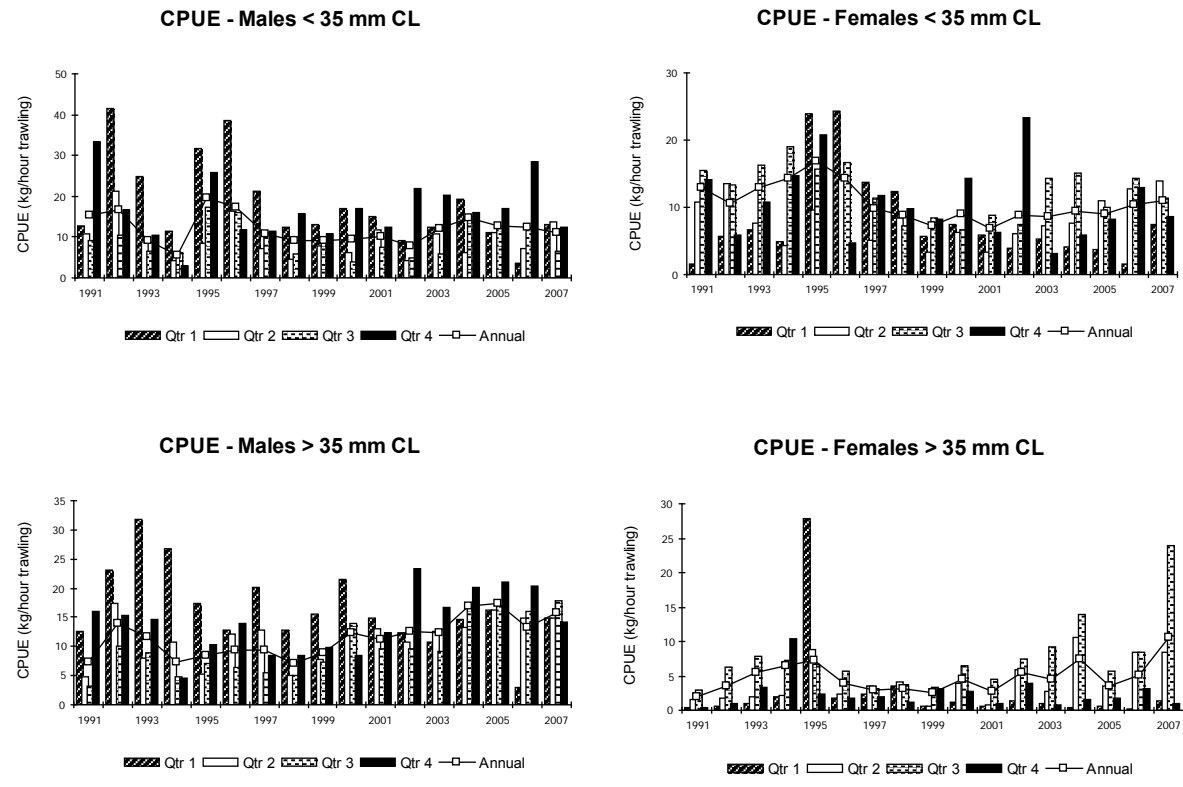 CPUE - Males < 35 mm CL
CPUE (kg/hour trawling)
50
40
30
20
10
0
1991 1993 1995 1997 1999 2001 2003 2005 2007
Qtr 1 Qtr 2 Qtr 3 Qtr 4 Annual
CPUE - Females < 35 mm CL
CPUE (kg/hour trawling)
30
20
10
0
1991 1993 1995 1997 1999 2001 2003 2005 2007
Qtr 1 Qtr 2 Qtr 3 Qtr 4 Annual
CPUE - Males > 35 mm CL
CPUE (kg/hour trawling)
35
30
25
20
15
10
5
0
1991 1993 1995 1997 1999 2001 2003 2005 2007
Qtr 1 Qtr 2 Qtr 3 Qtr 4 Annual
CPUE - Females > 35 mm CL
CPUE (kg/hour trawling)
30
25
20
15
10
5
0
1991 1993 1995 1997 1999 2001 2003 2005 2007
Qtr 1 Qtr 2 Qtr 3 Qtr 4 Annual